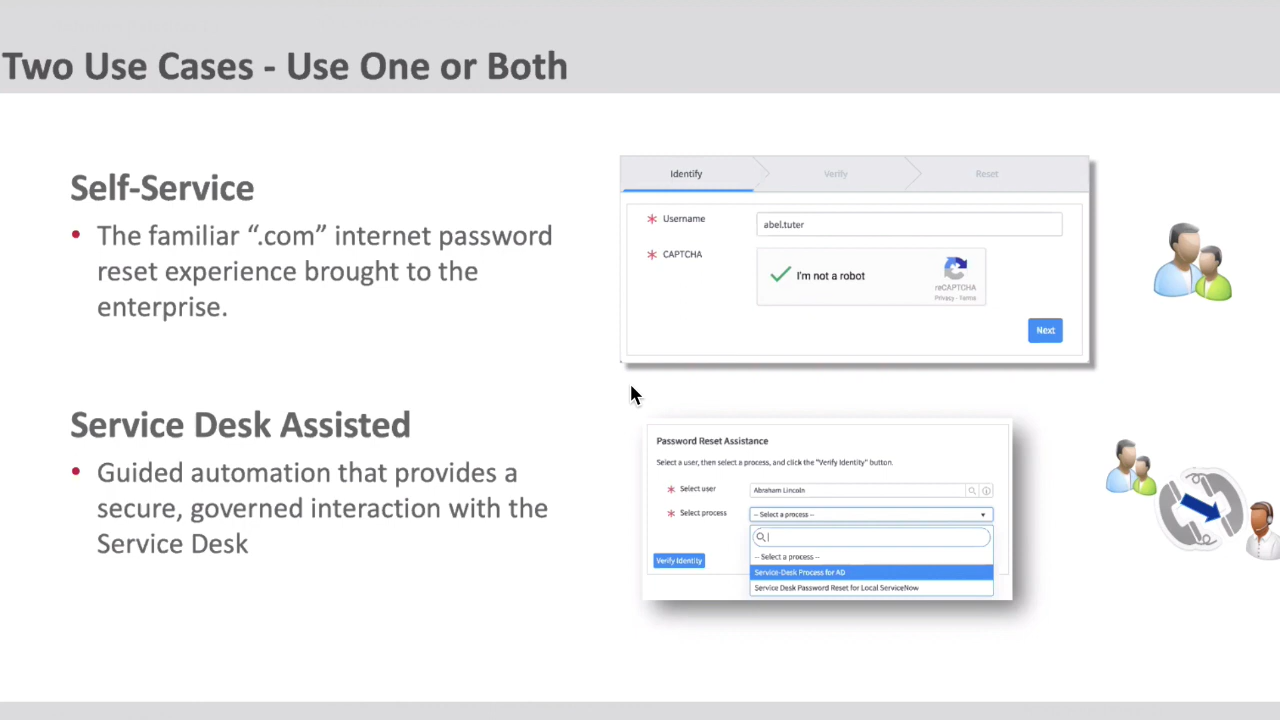 Two Use Cases - Use One or Both
Self-Service
• The familiar “.com” internet password
reset experience brought to the
enterprise.
Identify
Verify
Reset
* Username
abel.tuter
* CAPTCHA
I'm not a robot
reCAPTCHA
Privacy - Terms
Next
Service Desk Assisted
• Guided automation that provides a
secure, governed interaction with the
Service Desk
Password Reset Assistance
Select a user, then select a process, and click the "Verify Identity" button.
* Select user
Abraham Lincoln
* Select process
-- Select a process --
-- Select a process --
Verify Identity
Service-Desk Process for AD
Service Desk Password Reset for Local ServiceNow